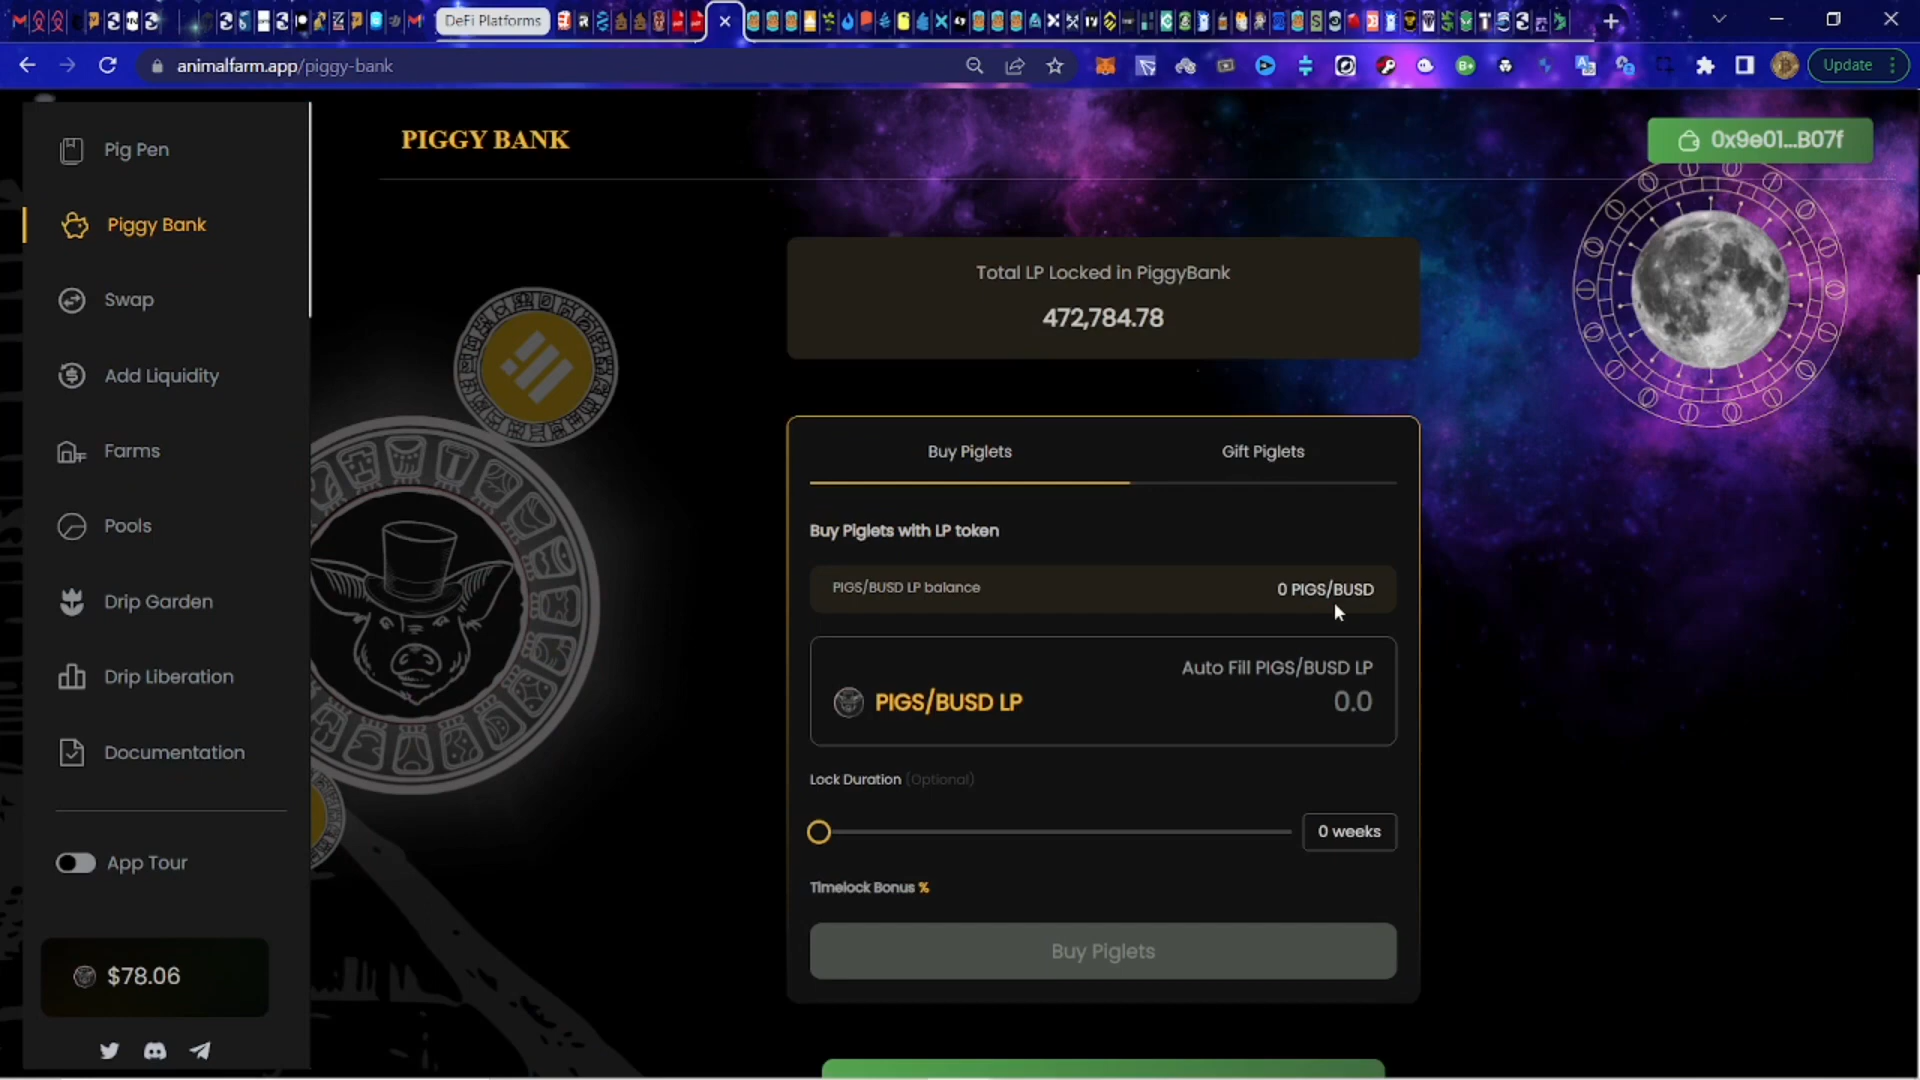 DeFi Platforms
animalfarm.app/piggy-bank
Update
Pig Pen
Piggy Bank
Swap
Add Liquidity
Farms
Pools
Drip Garden
Drip Liberation
Documentation
App Tour
$78.06
PIGGY BANK
0x9e01...B07f
Total LP Locked in PiggyBank
472,784.78
Buy Piglets
Gift Piglets
Buy Piglets with LP token
PIGS/BUSD LP balance
0 PIGS/BUSD
Auto Fill PIGS/BUSD LP
PIGS/BUSD LP
0.0
Lock Duration (Optional)
0 weeks
Timelock Bonus %
Buy Piglets